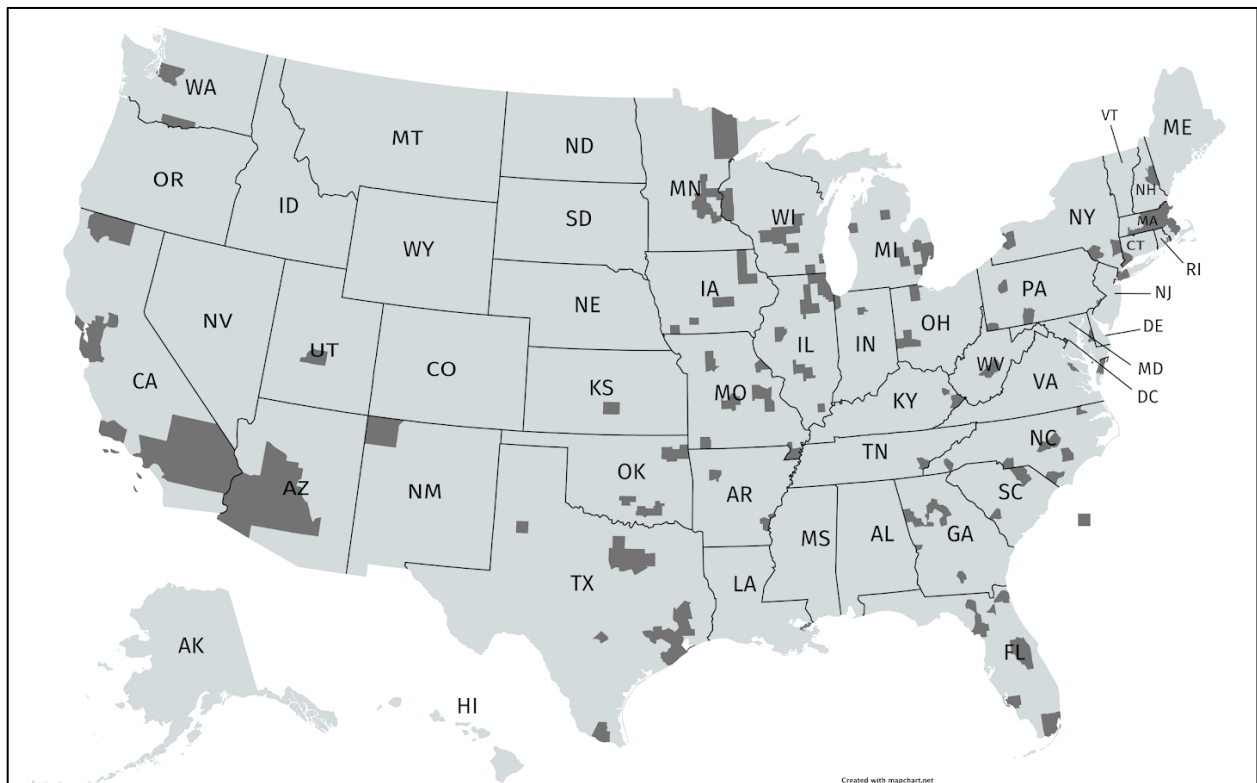 WA
MT
ND
MN
OR
ID
SD
WI
VT
ME
NH
NY
MA
CT
RI
WY
MI
IA
NE
PA
NJ
NV
UT
CO
IL
IN
OH
DE
MD
DC
CA
KS
MO
WV
VA
KY
NC
TN
OK
AZ
NM
AR
SC
MS
AL
GA
TX
LA
AK
FL
HI
Created with mapchart.net